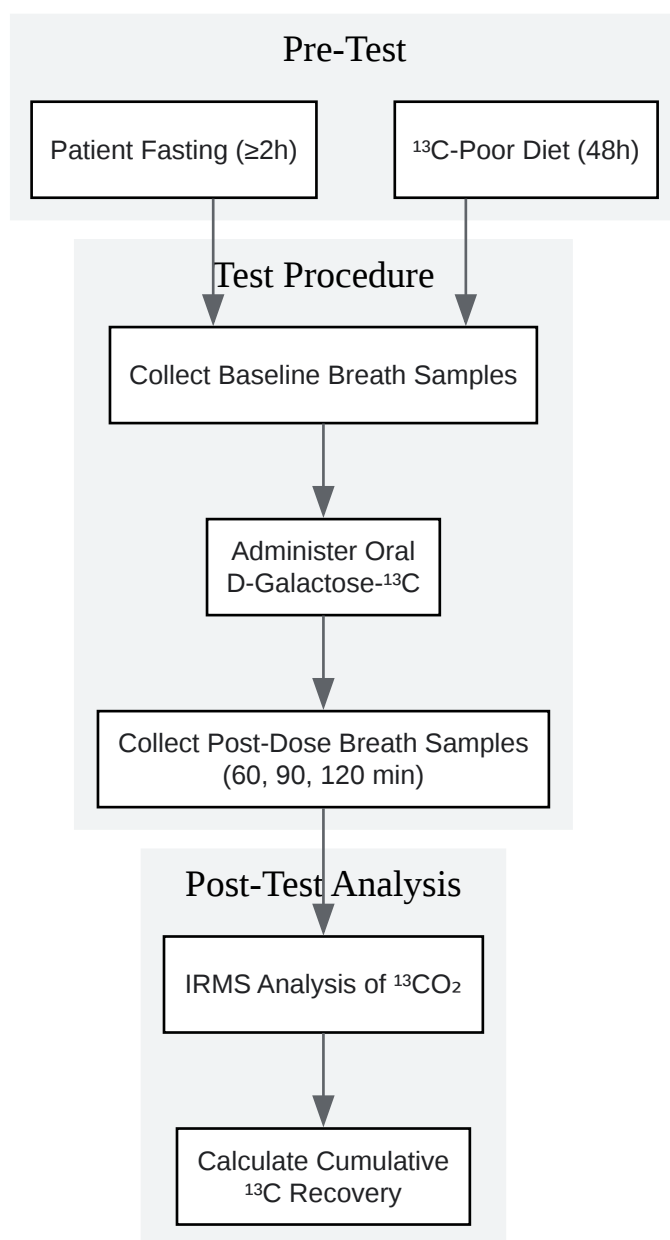 Pre-Test
Patient Fasting (≥2h)
¹³C-Poor Diet (48h)
Test Procedure
Collect Baseline Breath Samples
Administer Oral
D-Galactose-¹³C
Collect Post-Dose Breath Samples
(60, 90, 120 min)
Post-Test Analysis
IRMS Analysis of ¹³CO₂
Calculate Cumulative
¹³C Recovery